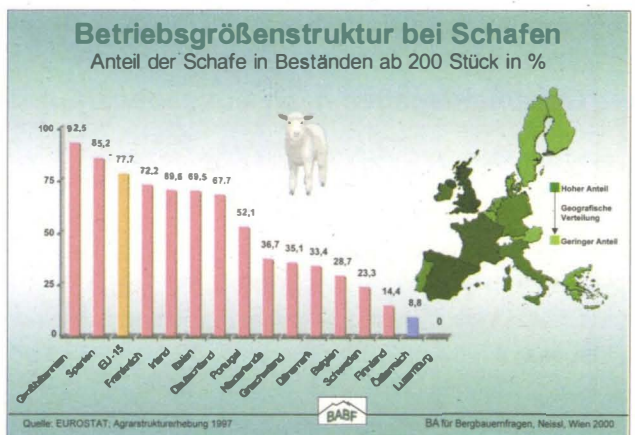 Betriebsgrößenstruktur bei Schafen
Anteil der Schafe in Beständen ab 200 Stück in %
100
75
50
25
0
92,5
85,2
77,7
72,2
69,8
69,5
67.7
52,1
36,7
35,1
33,4
28,7
23,3
14,4
8,8
0
Großbritannien
Spanien
EU-15
Frankreich
Irland
Italien
Deutschland
Portugal
Niederlande
Griechenland
Dänemark
Belgien
Schweden
Finnland
Österreich
Luxemburg
Hoher Anteil
Geografische
Verteilung
Geringer Anteil
Quelle: EUROSTAT; Agrarstrukturerhebung 1997
BABF
BA für Bergbauernfragen, Neissl, Wien 2000